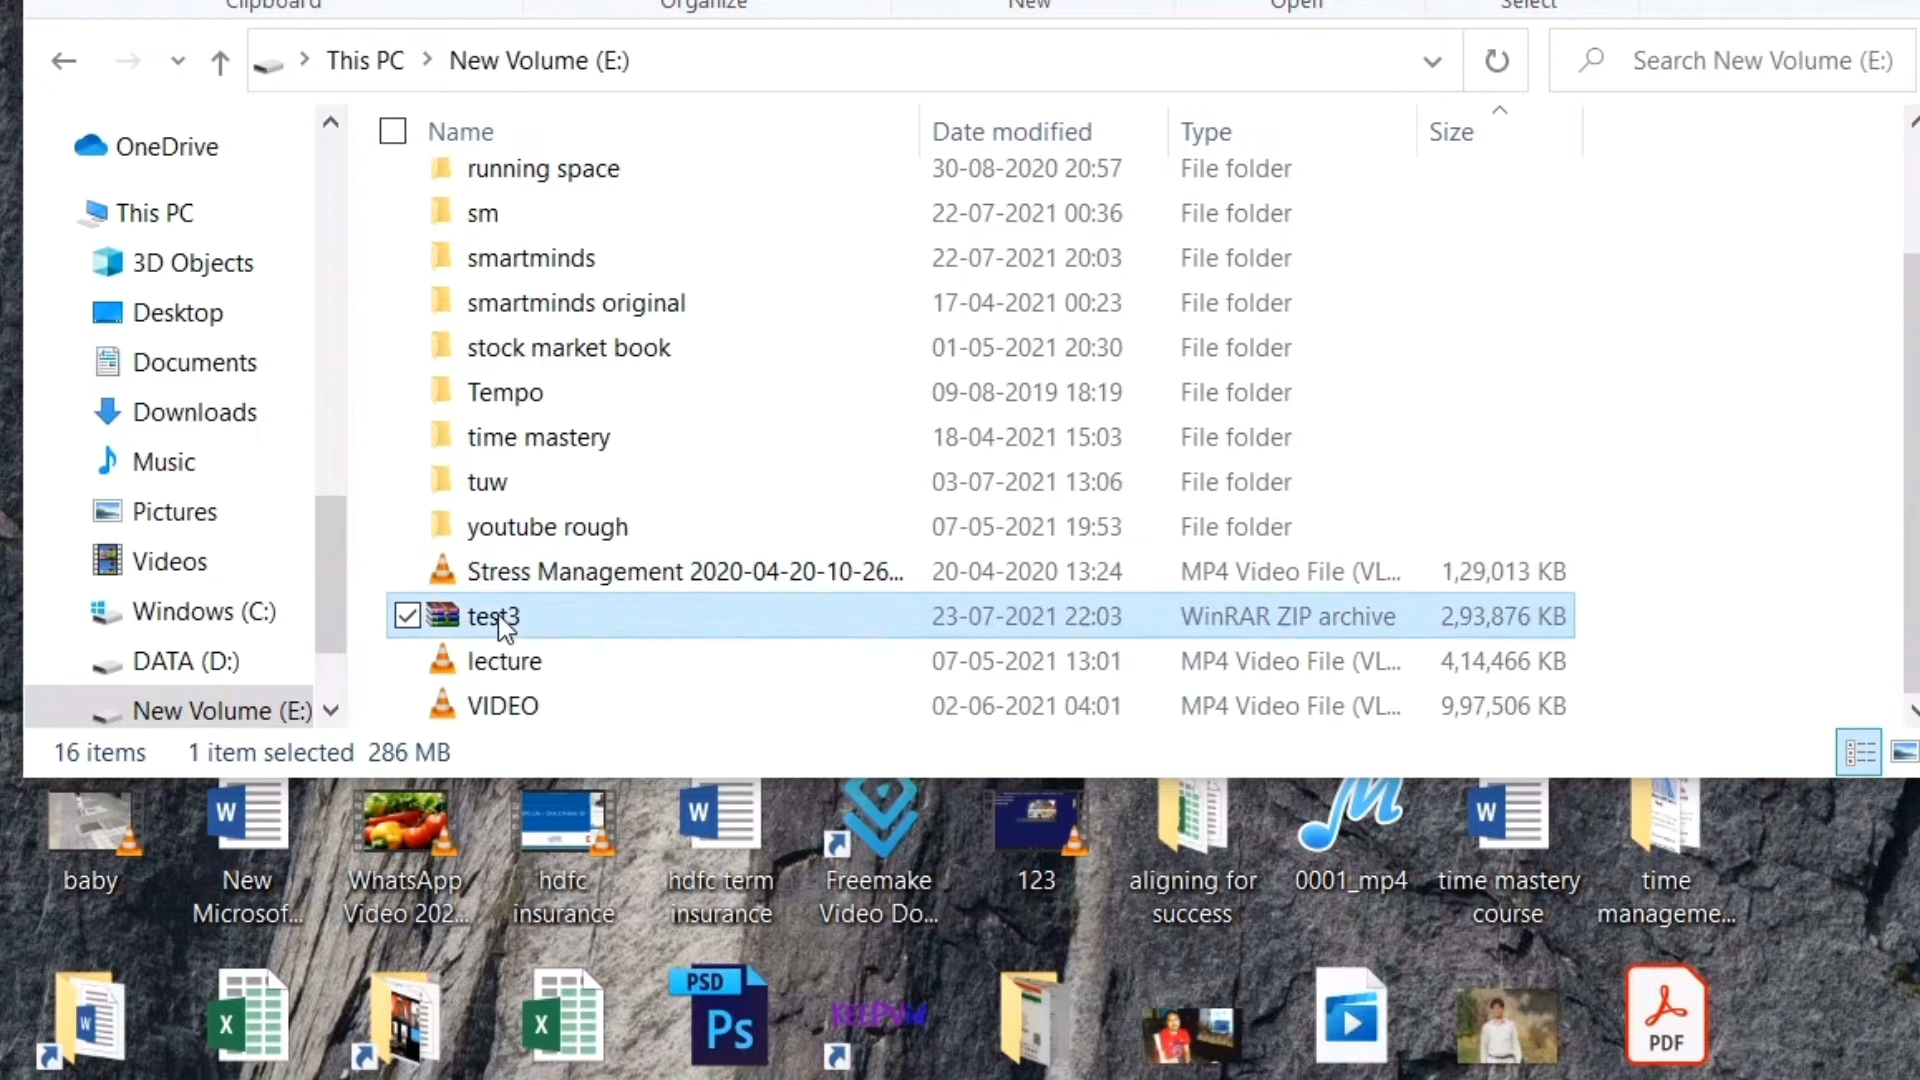 Clipboard Organize New Open Select
This PC > New Volume (E:)
Search New Volume (E:)
OneDrive
This PC
3D Objects
Desktop
Documents
Downloads
Music
Pictures
Videos
Windows (C:)
DATA (D:)
New Volume (E:)
Name Date modified Type Size
running space 30-08-2020 20:57 File folder
sm 22-07-2021 00:36 File folder
smartminds 22-07-2021 20:03 File folder
smartminds original 17-04-2021 00:23 File folder
stock market book 01-05-2021 20:30 File folder
Tempo 09-08-2019 18:19 File folder
time mastery 18-04-2021 15:03 File folder
tuw 03-07-2021 13:06 File folder
youtube rough 07-05-2021 19:53 File folder
Stress Management 2020-04-20-10-26... 20-04-2020 13:24 MP4 Video File (VL... 1,29,013 KB
test3 23-07-2021 22:03 WinRAR ZIP archive 2,93,876 KB
lecture 07-05-2021 13:01 MP4 Video File (VL... 4,14,466 KB
VIDEO 02-06-2021 04:01 MP4 Video File (VL... 9,97,506 KB
16 items 1 item selected 286 MB
baby
New
Microsof...
WhatsApp
Video 202...
hdfc
insurance
hdfc term
insurance
Freemake
Video Do...
123
aligning for
success
0001_mp4
time mastery
course
time
manageme...
PSD
Ps
KEEPVid
PDF